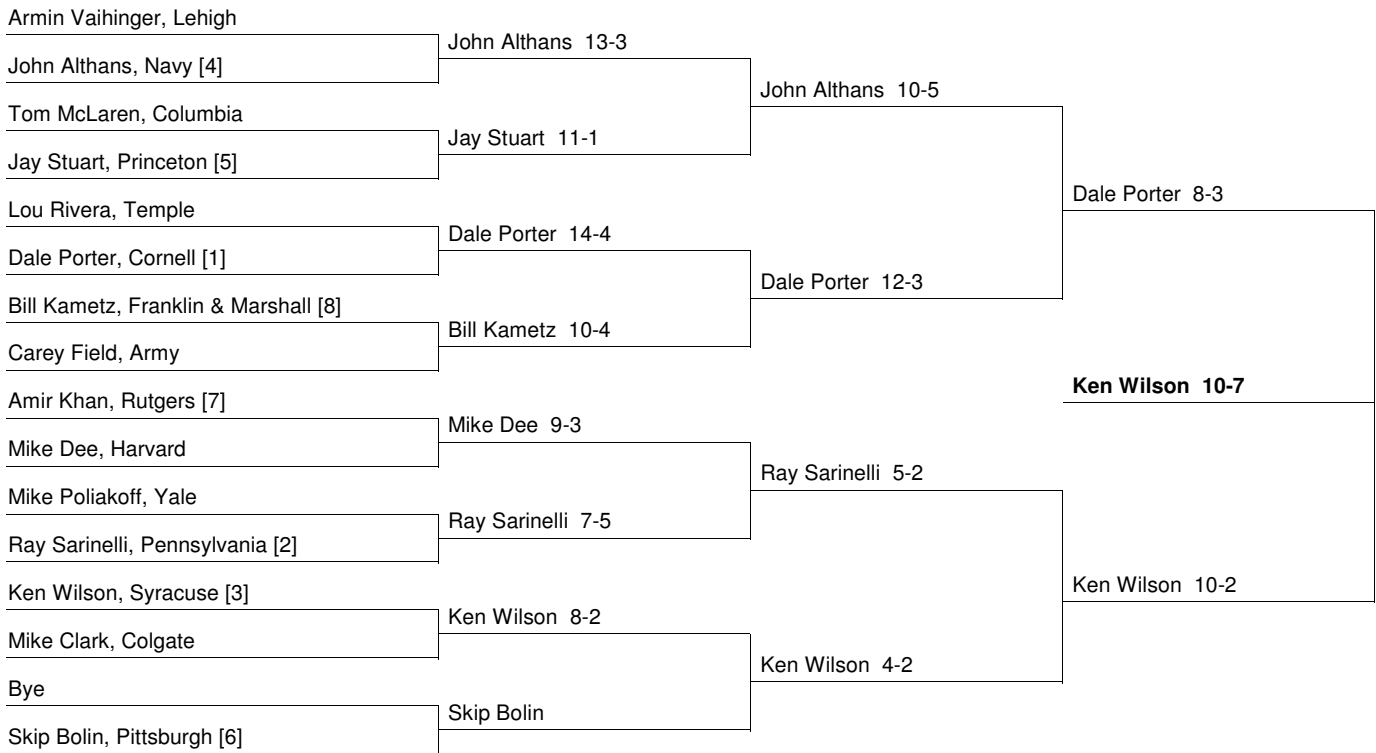 Armin Vaihinger, Lehigh
John Althans 13-3
John Althans, Navy [4]
John Althans 10-5
Tom McLaren, Columbia
Jay Stuart 11-1
Jay Stuart, Princeton [5]
Dale Porter 8-3
Lou Rivera, Temple
Dale Porter 14-4
Dale Porter, Cornell [1]
Dale Porter 12-3
Bill Kametz, Franklin & Marshall [8]
Bill Kametz 10-4
Carey Field, Army
Ken Wilson 10-7
Amir Khan, Rutgers [7]
Mike Dee 9-3
Mike Dee, Harvard
Ray Sarinelli 5-2
Mike Poliakoff, Yale
Ray Sarinelli 7-5
Ray Sarinelli, Pennsylvania [2]
Ken Wilson 10-2
Ken Wilson, Syracuse [3]
Ken Wilson 8-2
Mike Clark, Colgate
Ken Wilson 4-2
Bye
Skip Bolin
Skip Bolin, Pittsburgh [6]